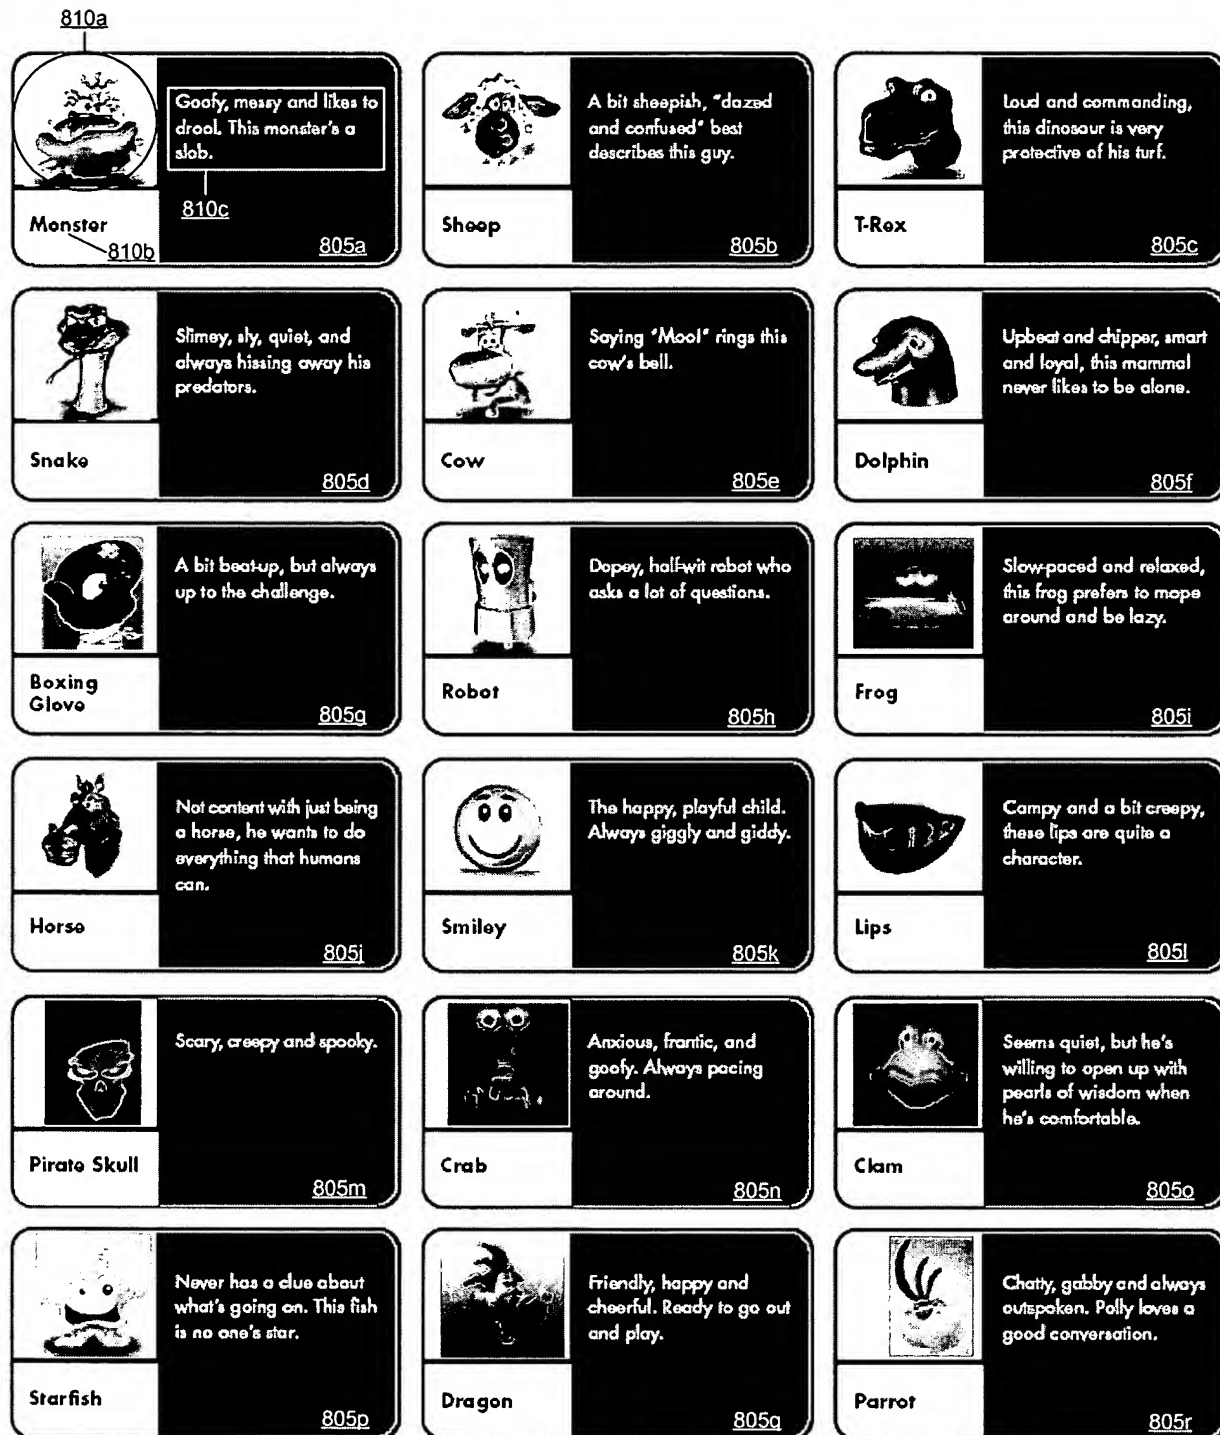 810a
Goofy, messy and likes to
drool. This monster's a
slob.
810c
Monster
810b
805a
A bit sheepish, "dazed
and confused" best
describes this guy.
Sheep
805b
Loud and commanding,
this dinosaur is very
protective of his turf.
T-Rex
805c
Slimey, sly, quiet, and
always hissing away his
predators.
Snake
805d
Saying "Moo!" rings this
cow's bell.
Cow
805e
Upbeat and chipper, smart
and loyal, this mammal
never likes to be alone.
Dolphin
805f
A bit beat-up, but always
up to the challenge.
Boxing
Glove
805g
Dopey, half-wit robot who
asks a lot of questions.
Robot
805h
Slow-paced and relaxed,
this frog prefers to mope
around and be lazy.
Frog
805i
Not content with just being
a horse, he wants to do
everything that humans
can.
Horse
805j
The happy, playful child.
Always giggly and giddy.
Smiley
805k
Campy and a bit creepy,
these lips are quite a
character.
Lips
805l
Scary, creepy and spooky.
Pirate Skull
805m
Anxious, frantic, and
goofy. Always pacing
around.
Crab
805n
Seems quiet, but he's
willing to open up with
pearls of wisdom when
he's comfortable.
Clam
805o
Never has a clue about
what's going on. This fish
is no one's star.
Starfish
805p
Friendly, happy and
cheerful. Ready to go out
and play.
Dragon
805q
Chatty, gabby and always
outspoken. Polly loves a
good conversation.
Parrot
805r